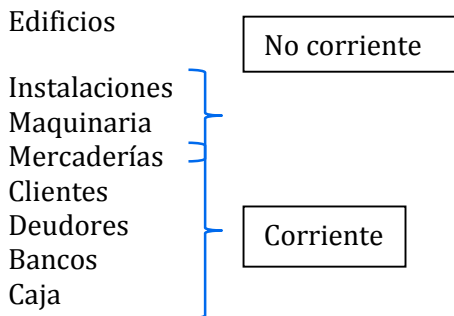 Edificios
No corriente
Instalaciones
Maquinaria
Mercaderías
Clientes
Deudores
Corriente
Bancos
Caja